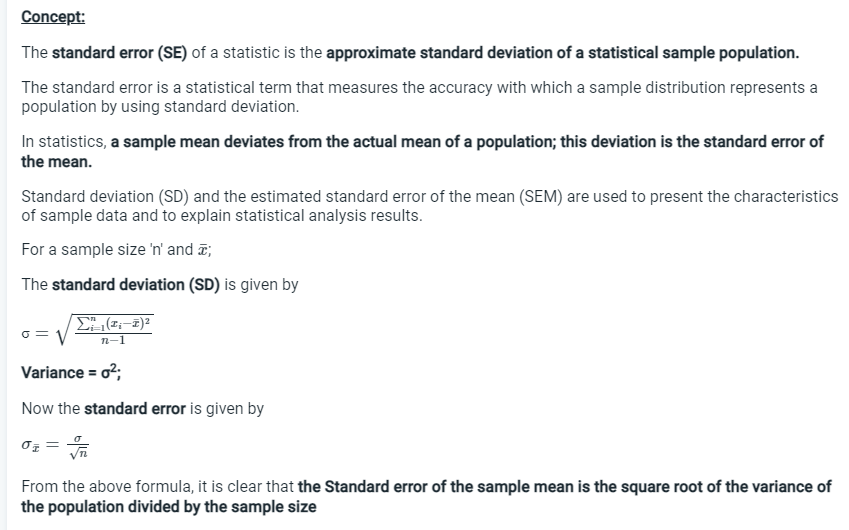 Concept:
The standard error (SE) of a statistic is the approximate standard deviation of a statistical sample population.
The standard error is a statistical term that measures the accuracy with which a sample distribution represents a
population by using standard deviation.
In statistics, a sample mean deviates from the actual mean of a population; this deviation is the standard error of
the mean.
Standard deviation (SD) and the estimated standard error of the mean (SEM) are used to present the characteristics
of sample data and to explain statistical analysis results.
For a sample size 'n' and x̄;
The standard deviation (SD) is given by
σ = √(∑ⁿᵢ₌₁(xᵢ−x̄)²/(n−1))
Variance = σ²;
Now the standard error is given by
σ_x̄ = σ/√n
From the above formula, it is clear that the Standard error of the sample mean is the square root of the variance of
the population divided by the sample size